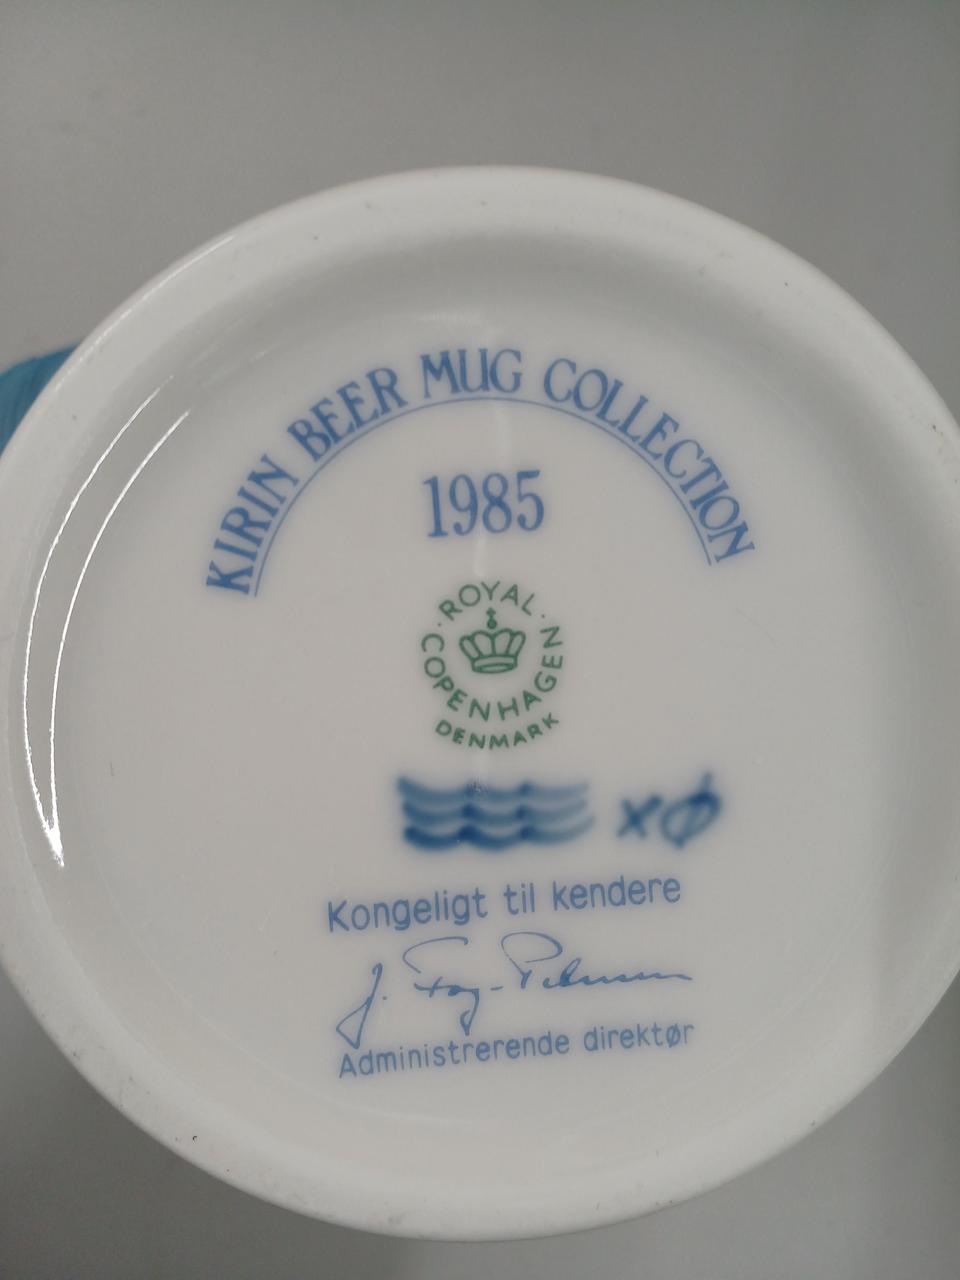 KIRIN BEER MUG COLLECTION
1985
ROYAL
COPENHAGEN
DENMARK
Kongeligt til kendere
Administrerende direktør